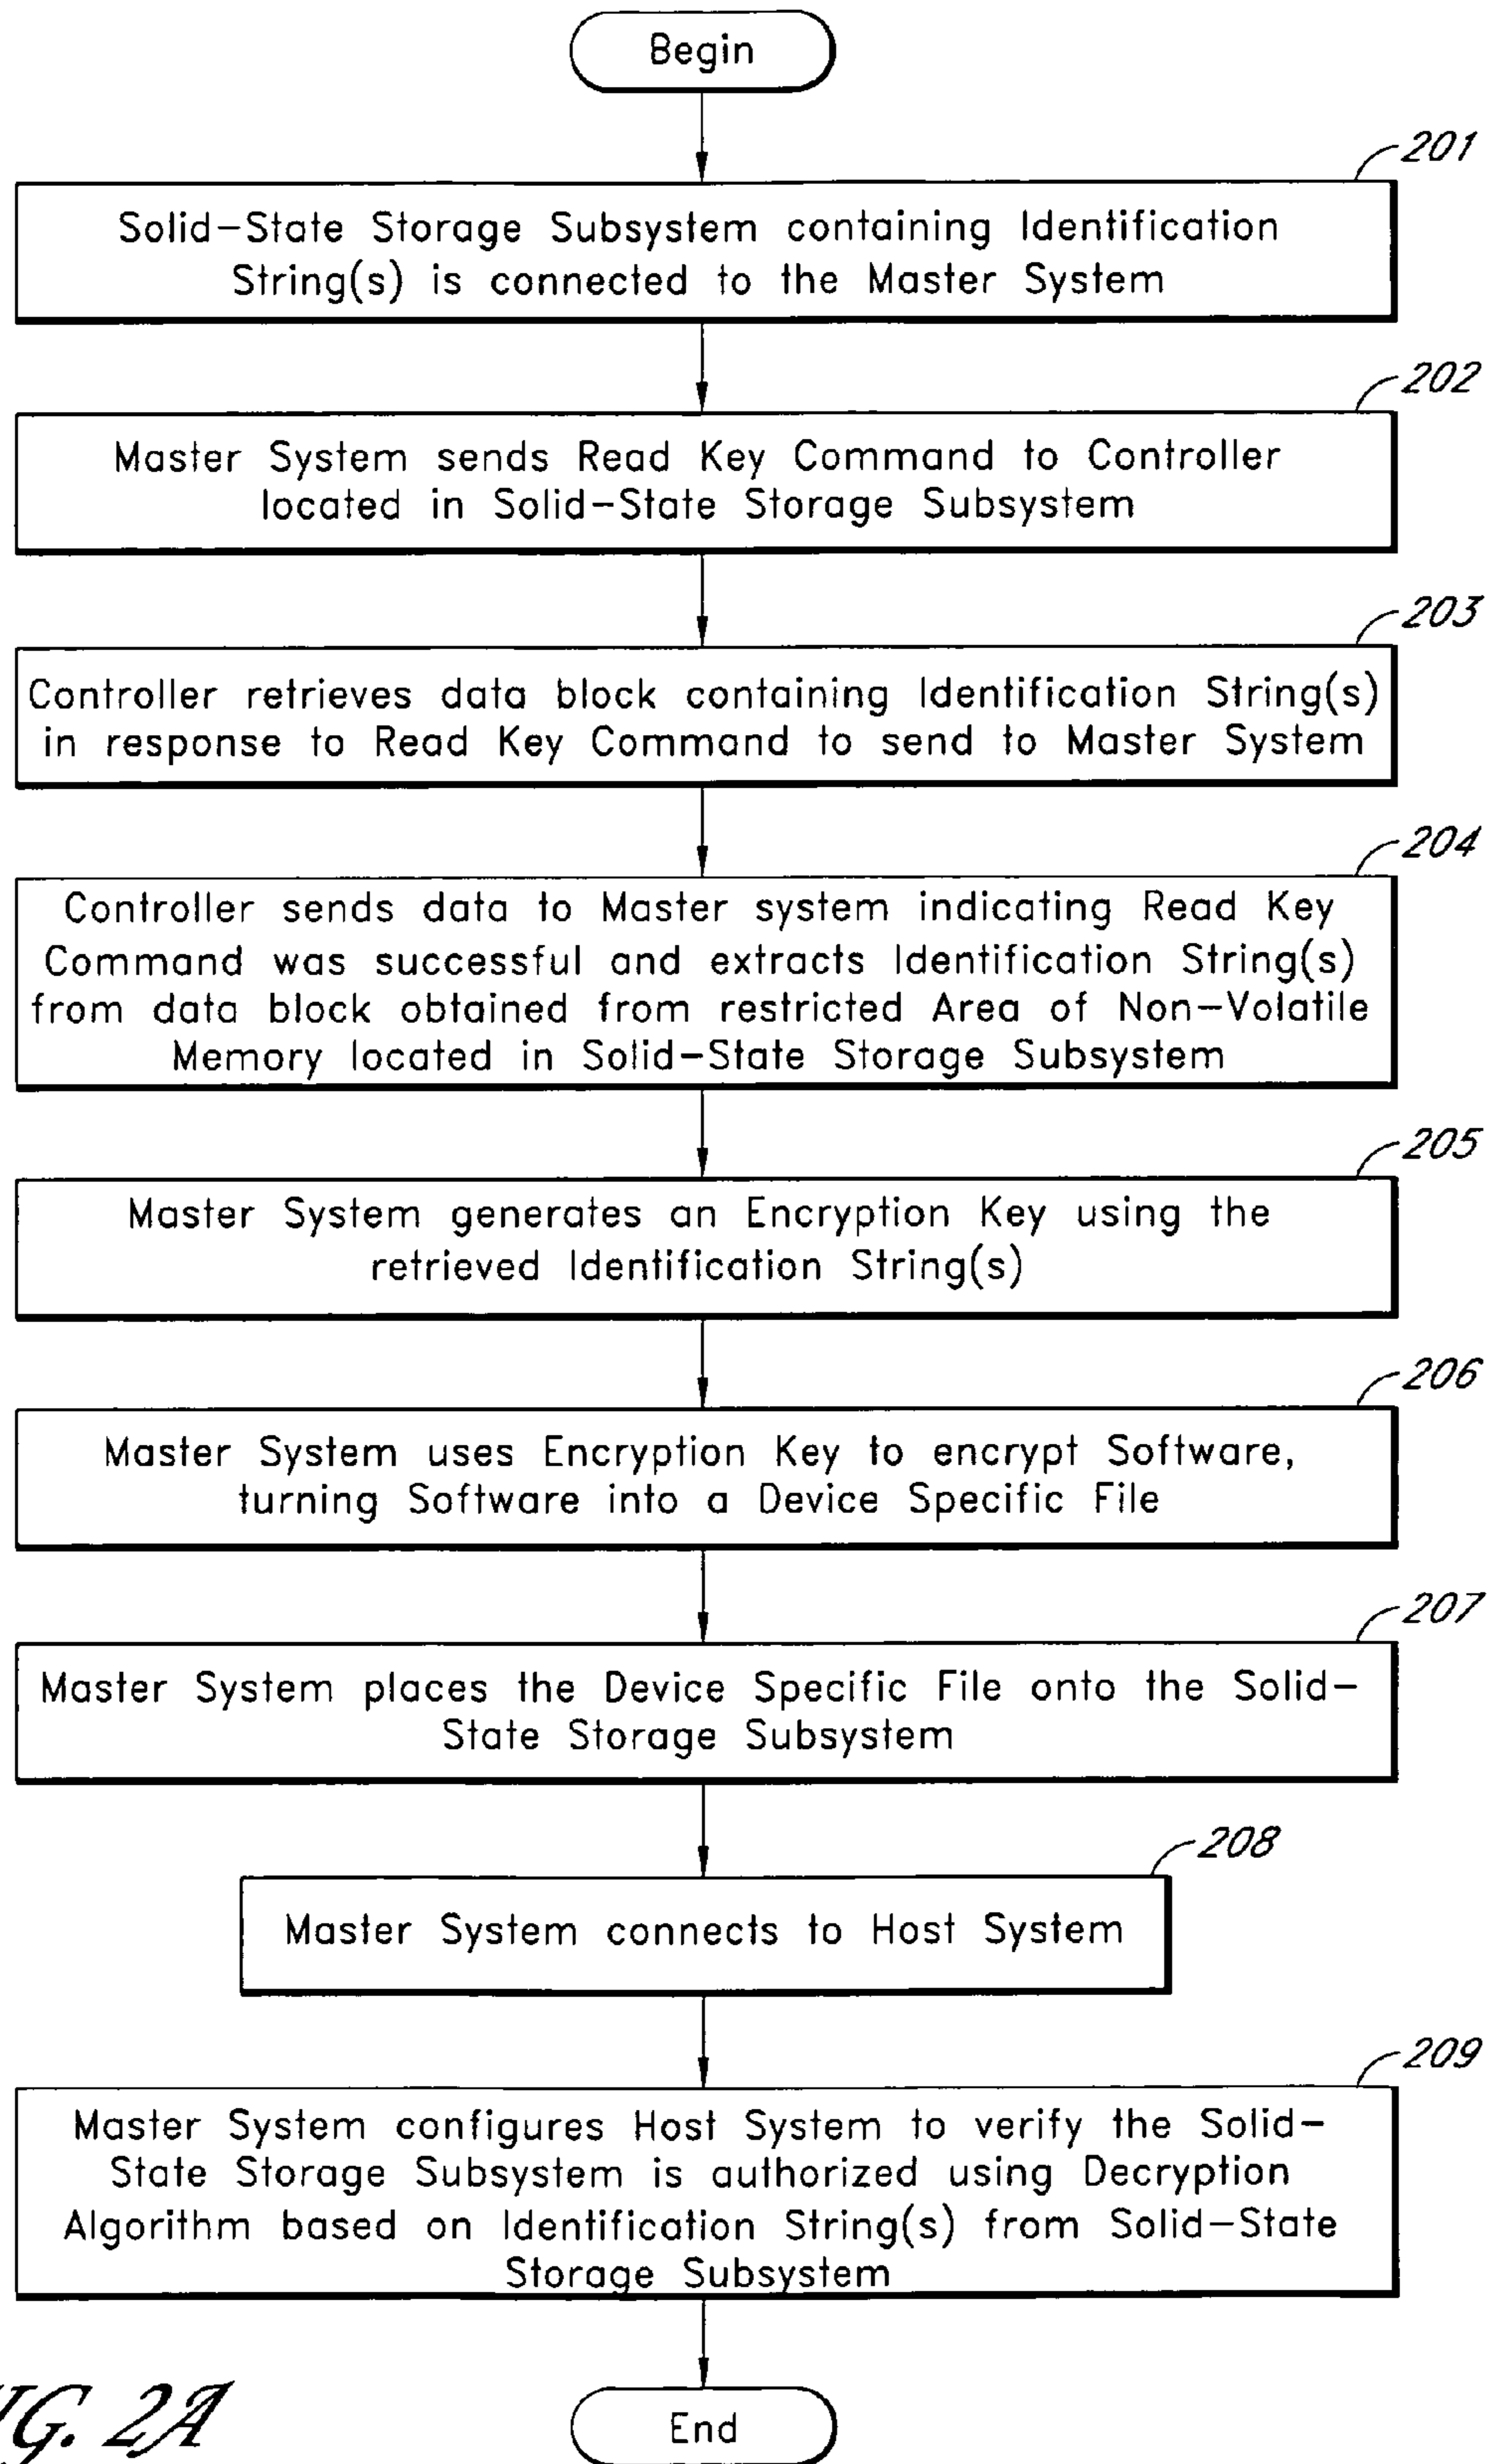 Begin
201
Solid-State Storage Subsystem containing Identification
String(s) is connected to the Master System
202
Master System sends Read Key Command to Controller
located in Solid-State Storage Subsystem
203
Controller retrieves data block containing Identification String(s)
in response to Read Key Command to send to Master System
204
Controller sends data to Master system indicating Read Key
Command was successful and extracts Identification String(s)
from data block obtained from restricted Area of Non-Volatile
Memory located in Solid-State Storage Subsystem
205
Master System generates an Encryption Key using the
retrieved Identification String(s)
206
Master System uses Encryption Key to encrypt Software,
turning Software into a Device Specific File
207
Master System places the Device Specific File onto the Solid-
State Storage Subsystem
208
Master System connects to Host System
209
Master System configures Host System to verify the Solid-
State Storage Subsystem is authorized using Decryption
Algorithm based on Identification String(s) from Solid-State
Storage Subsystem
End
2A